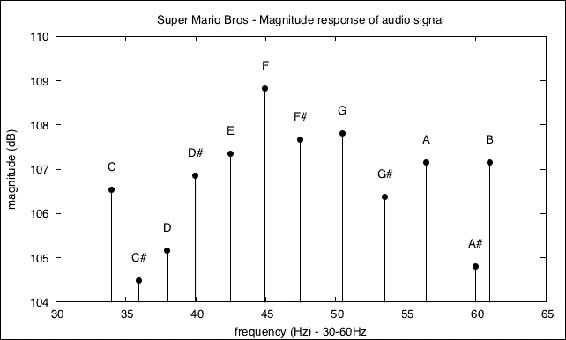 Super Mario Bros - Magnitude response of audio signal
110
109
108
107
106
105
104
magnitude (dB)
C
C#
D
D#
E
F
F#
G
G#
A
A#
B
30
35
40
45
50
55
60
65
frequency (Hz) - 30-60Hz